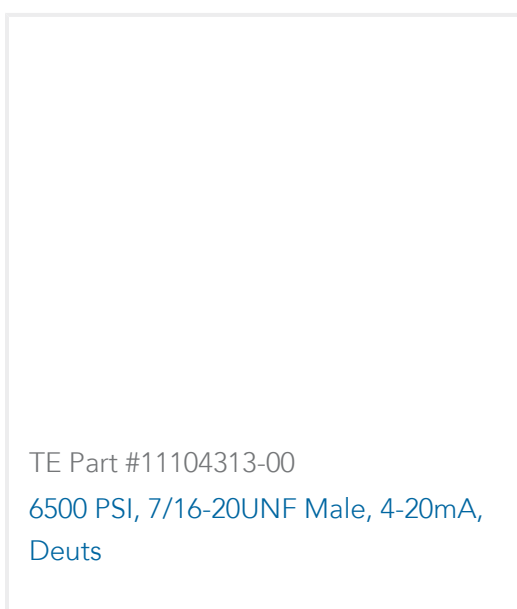 TE Part #11104313-00
6500 PSI, 7/16-20UNF Male, 4-20mA,
Deuts